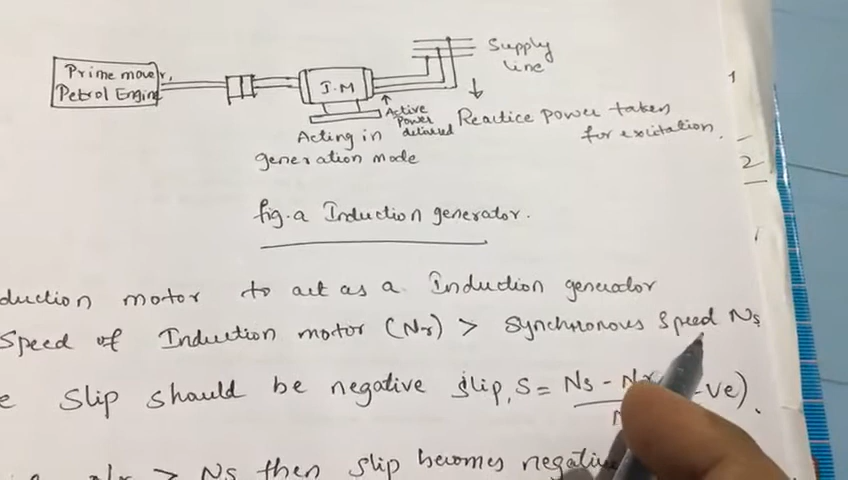 Prime mover,
Petrol Engine
I.M
Supply
line
Active
Power
delivered
Reactice power taken
for excitation.
Acting in
generation mode
fig.a Induction generator.
1
2
duction motor to act as a Induction generator
Speed of Induction motor (Nr) > Synchronous Speed Ns
e slip should be negative slip, S = Ns - Nr -ve).
> Ns then slip becomes negative